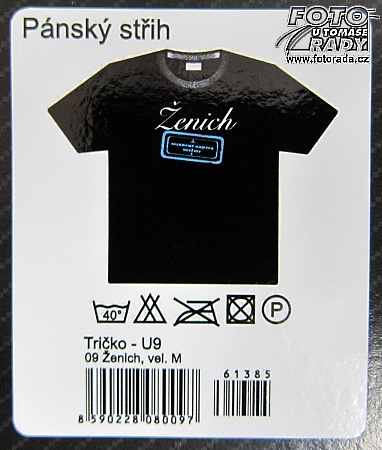 Pánský střih
FOTO
U TOMÁŠE
RADY
www.fotorada.cz
Ženich
40°
P
Tričko - U9
09 Ženich, vel. M
61385
8 590228 080097